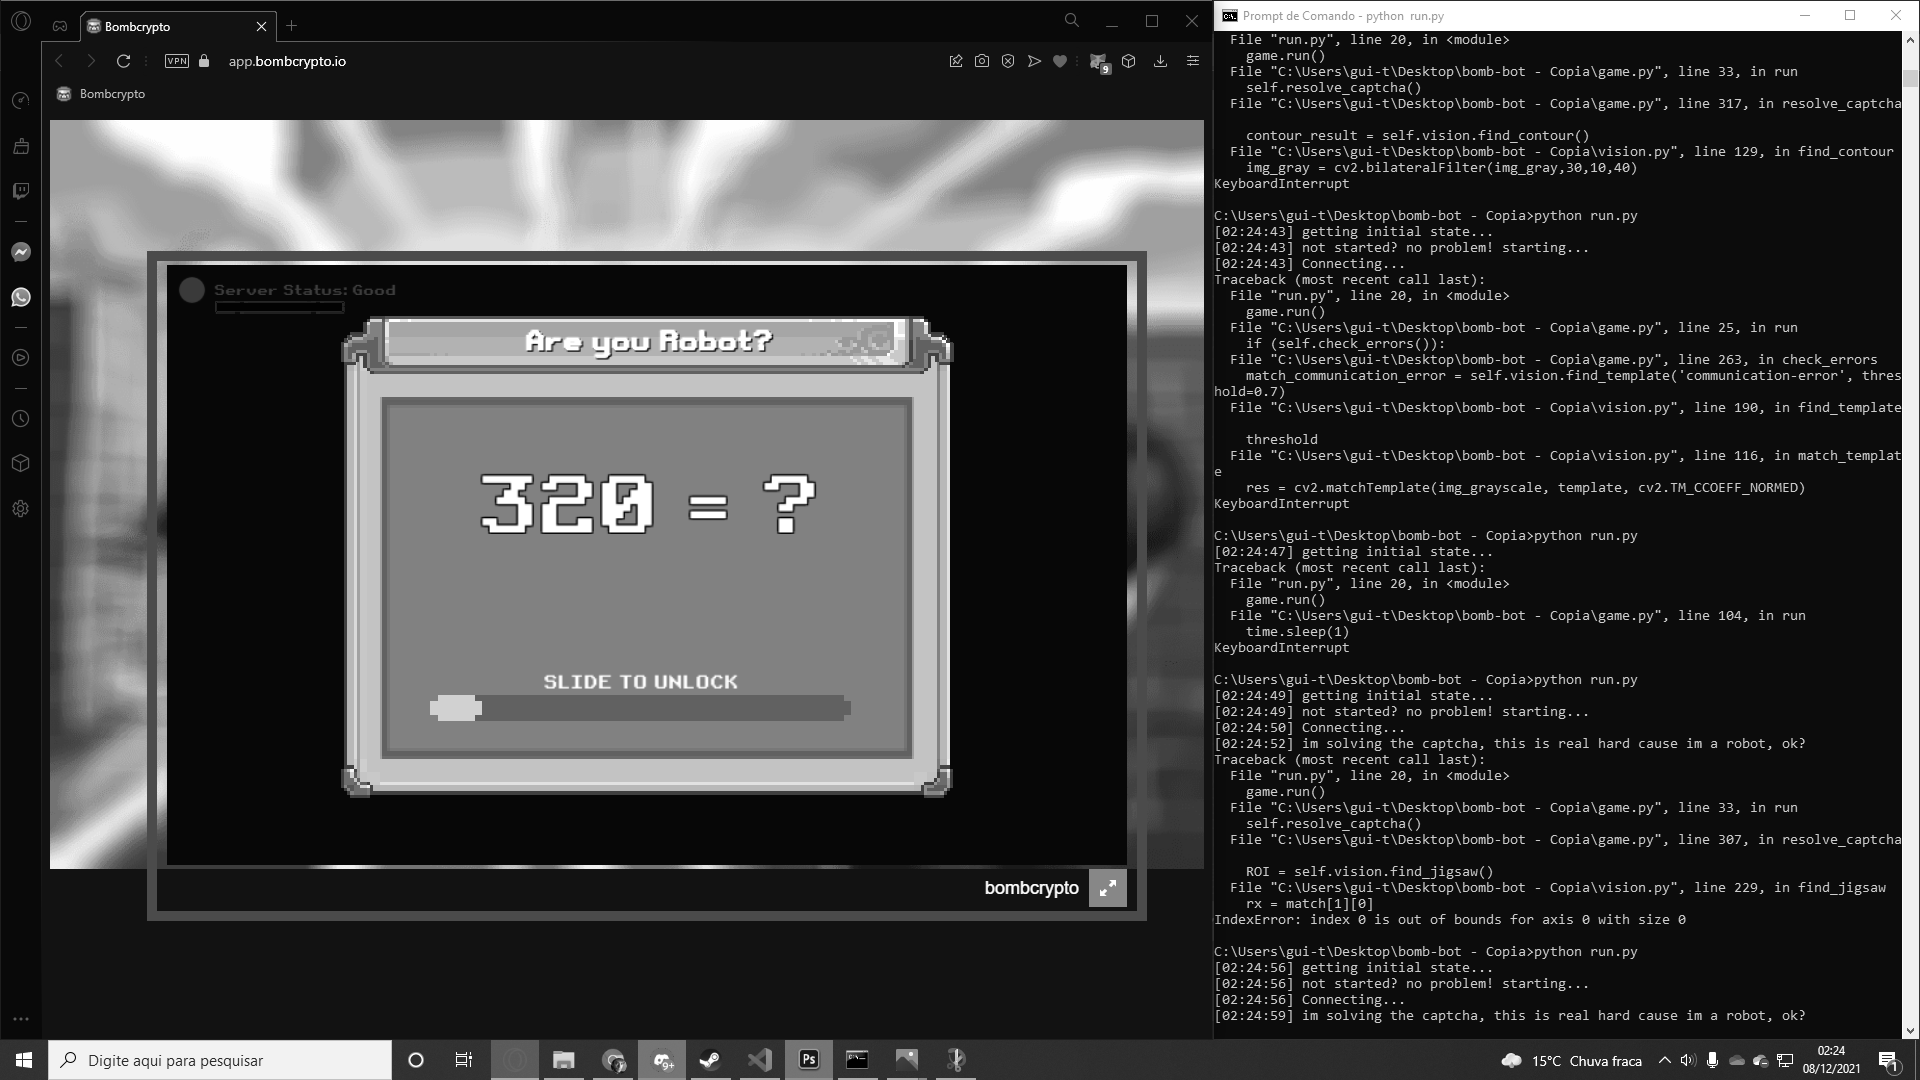 Bombcrypto
VPN
app.bombcrypto.io
9
Bombcrypto
Server Status: Good
Are you Robot?
320 = ?
SLIDE TO UNLOCK
bombcrypto
Prompt de Comando - python  run.py
  File "run.py", line 20, in <module>
    game.run()
  File "C:\Users\gui-t\Desktop\bomb-bot - Copia\game.py", line 33, in run
    self.resolve_captcha()
  File "C:\Users\gui-t\Desktop\bomb-bot - Copia\game.py", line 317, in resolve_captcha
    contour_result = self.vision.find_contour()
  File "C:\Users\gui-t\Desktop\bomb-bot - Copia\vision.py", line 129, in find_contour
    img_gray = cv2.bilateralFilter(img_gray,30,10,40)
KeyboardInterrupt
C:\Users\gui-t\Desktop\bomb-bot - Copia>python run.py
[02:24:43] getting initial state...
[02:24:43] not started? no problem! starting...
[02:24:43] Connecting...
Traceback (most recent call last):
  File "run.py", line 20, in <module>
    game.run()
  File "C:\Users\gui-t\Desktop\bomb-bot - Copia\game.py", line 25, in run
    if (self.check_errors()):
  File "C:\Users\gui-t\Desktop\bomb-bot - Copia\game.py", line 263, in check_errors
    match_communication_error = self.vision.find_template('communication-error', thres
hold=0.7)
  File "C:\Users\gui-t\Desktop\bomb-bot - Copia\vision.py", line 190, in find_template
    threshold
  File "C:\Users\gui-t\Desktop\bomb-bot - Copia\vision.py", line 116, in match_templat
e
    res = cv2.matchTemplate(img_grayscale, template, cv2.TM_CCOEFF_NORMED)
KeyboardInterrupt
C:\Users\gui-t\Desktop\bomb-bot - Copia>python run.py
[02:24:47] getting initial state...
Traceback (most recent call last):
  File "run.py", line 20, in <module>
    game.run()
  File "C:\Users\gui-t\Desktop\bomb-bot - Copia\game.py", line 104, in run
    time.sleep(1)
KeyboardInterrupt
C:\Users\gui-t\Desktop\bomb-bot - Copia>python run.py
[02:24:49] getting initial state...
[02:24:49] not started? no problem! starting...
[02:24:50] Connecting...
[02:24:52] im solving the captcha, this is real hard cause im a robot, ok?
Traceback (most recent call last):
  File "run.py", line 20, in <module>
    game.run()
  File "C:\Users\gui-t\Desktop\bomb-bot - Copia\game.py", line 33, in run
    self.resolve_captcha()
  File "C:\Users\gui-t\Desktop\bomb-bot - Copia\game.py", line 307, in resolve_captcha
    ROI = self.vision.find_jigsaw()
  File "C:\Users\gui-t\Desktop\bomb-bot - Copia\vision.py", line 229, in find_jigsaw
    rx = match[1][0]
IndexError: index 0 is out of bounds for axis 0 with size 0
C:\Users\gui-t\Desktop\bomb-bot - Copia>python run.py
[02:24:56] getting initial state...
[02:24:56] not started? no problem! starting...
[02:24:56] Connecting...
[02:24:59] im solving the captcha, this is real hard cause im a robot, ok?
Digite aqui para pesquisar
9+
Ps
15°C  Chuva fraca
02:24
08/12/2021
1